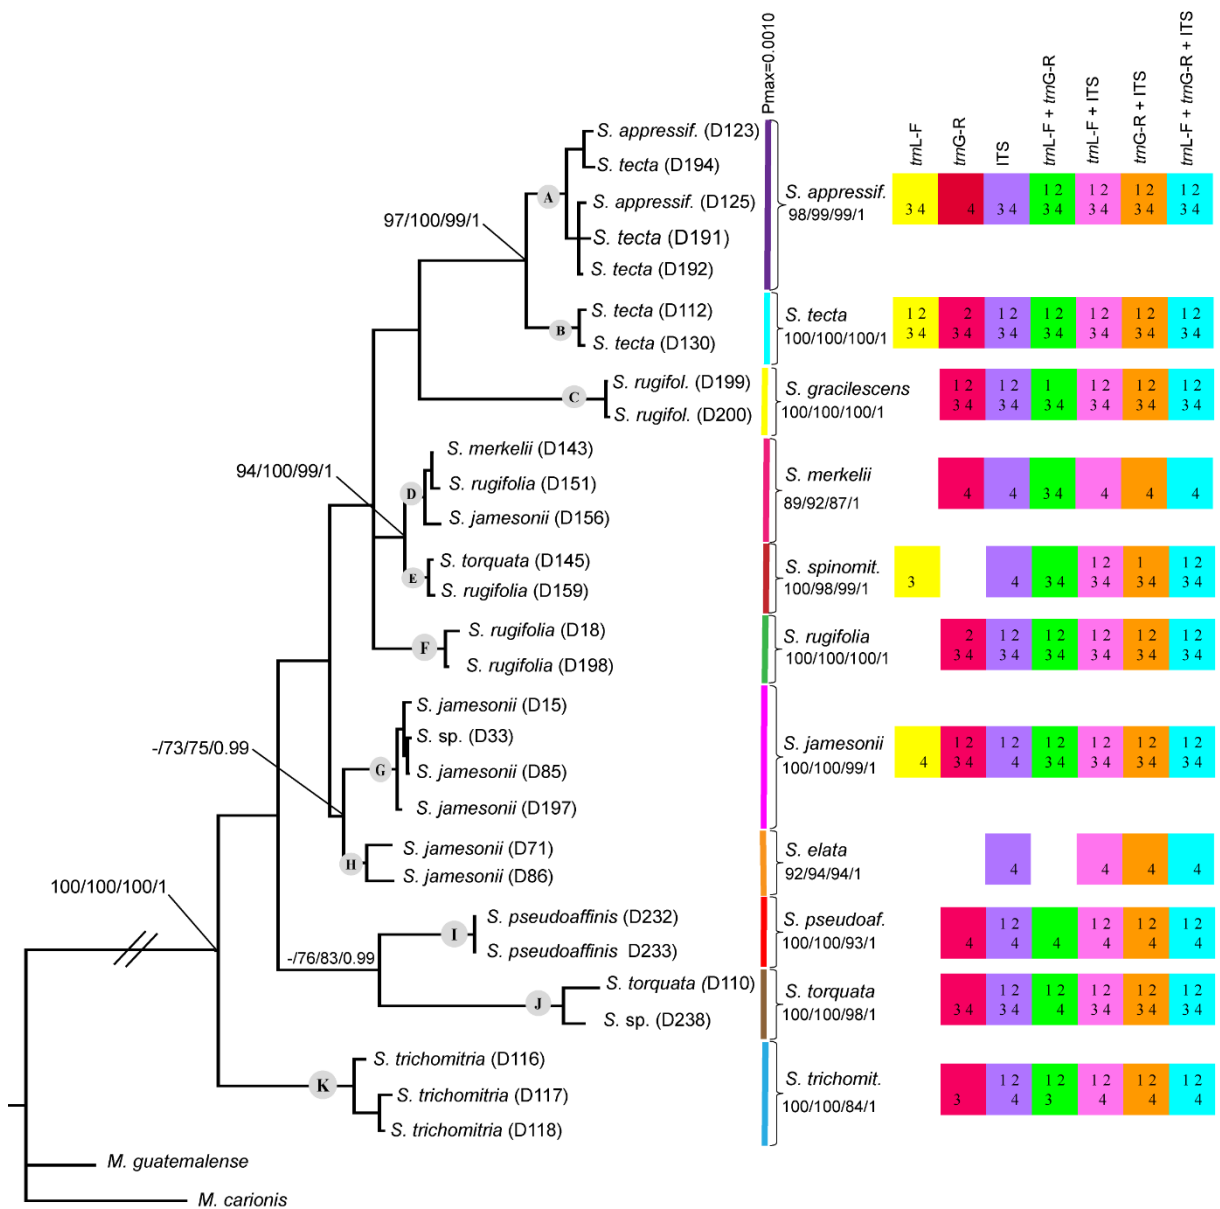 Pmax=0.0010
trnL-F
trnG-R
ITS
trnL-F + trnG-R
trnL-F + ITS
trnG-R + ITS
trnL-F + trnG-R + ITS
S. appressif. (D123)
S. tecta (D194)
A
S. appressif. (D125)
S. tecta (D191)
S. tecta (D192)
97/100/99/1
S. appressif.
98/99/99/1
1 2 1 2 1 2 1 2
3 4 4 3 4 3 4 3 4 3 4 3 4
S. tecta (D112)
B
S. tecta (D130)
S. tecta
100/100/100/1
1 2 2 1 2 1 2 1 2 1 2 1 2
3 4 3 4 3 4 3 4 3 4 3 4 3 4
S. rugifol. (D199)
C
S. rugifol. (D200)
S. gracilescens
100/100/100/1
1 2 1 2 1 1 2 1 2 1 2
3 4 3 4 3 4 3 4 3 4 3 4
S. merkelii (D143)
94/100/99/1
S. rugifolia (D151)
D
S. jamesonii (D156)
S. merkelii
89/92/87/1
4 4 3 4 4 4 4
S. torquata (D145)
E
S. rugifolia (D159)
S. spinomit.
100/98/99/1
1 2 1 1 2
3 4 3 4 3 4 3 4 3 4
S. rugifolia (D18)
F
S. rugifolia (D198)
S. rugifolia
100/100/100/1
2 1 2 1 2 1 2 1 2 1 2
3 4 3 4 3 4 3 4 3 4 3 4
S. jamesonii (D15)
S. sp. (D33)
-/73/75/0.99
G
S. jamesonii (D85)
S. jamesonii (D197)
S. jamesonii
100/100/99/1
1 2 1 2 1 2 1 2 1 2 1 2
4 3 4 4 3 4 3 4 3 4 3 4
S. jamesonii (D71)
H
S. jamesonii (D86)
S. elata
92/94/94/1
4 4 4 4
100/100/100/1
S. pseudoaffinis (D232)
I
S. pseudoaffinis D233)
-/76/83/0.99
S. pseudoaf.
100/100/93/1
1 2 1 2 1 2 1 2
4 4 4 4 4 4
S. torquata (D110)
J
S. sp. (D238)
S. torquata
100/100/98/1
1 2 1 2 1 2 1 2 1 2
3 4 3 4 4 3 4 3 4 3 4
S. trichomitria (D116)
K
S. trichomitria (D117)
S. trichomitria (D118)
S. trichomit.
100/100/84/1
1 2 1 2 1 2 1 2 1 2
3 4 3 4 4 4
M. guatemalense
M. carionis